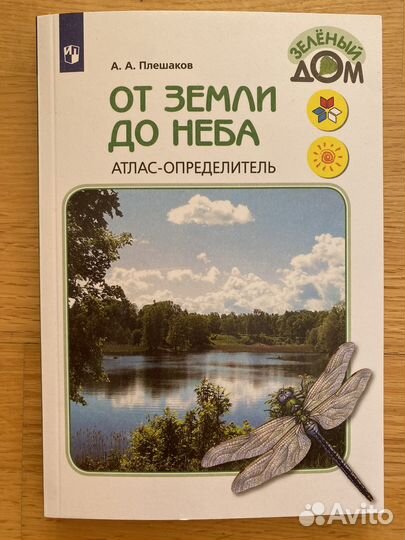 А. А. Плешаков
ЗЕЛЁНЫЙ
ДОМ
ОТ ЗЕМЛИ
ДО НЕБА
АТЛАС-ОПРЕДЕЛИТЕЛЬ
Avito